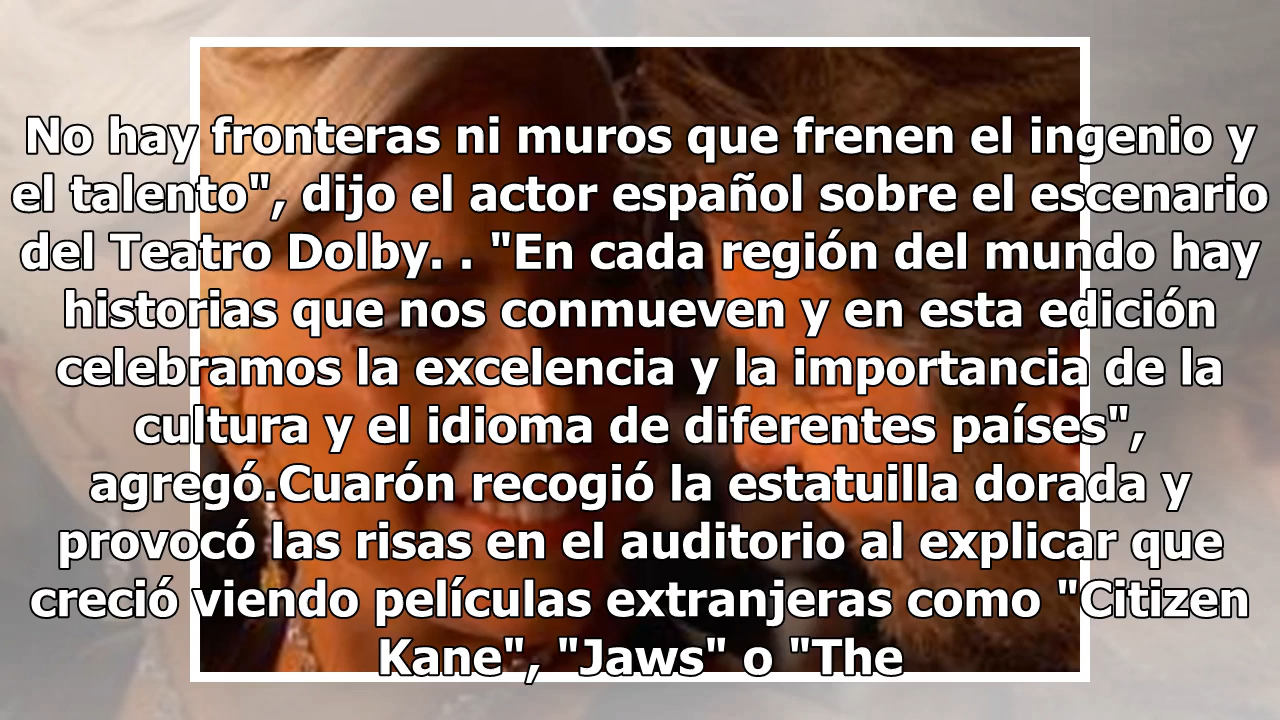 No hay fronteras ni muros que frenen el ingenio y
el talento", dijo el actor español sobre el escenario
del Teatro Dolby. . "En cada región del mundo hay
historias que nos conmueven y en esta edición
celebramos la excelencia y la importancia de la
cultura y el idioma de diferentes países",
agregó.Cuarón recogió la estatuilla dorada y
provocó las risas en el auditorio al explicar que
creció viendo películas extranjeras como "Citizen
Kane", "Jaws" o "The